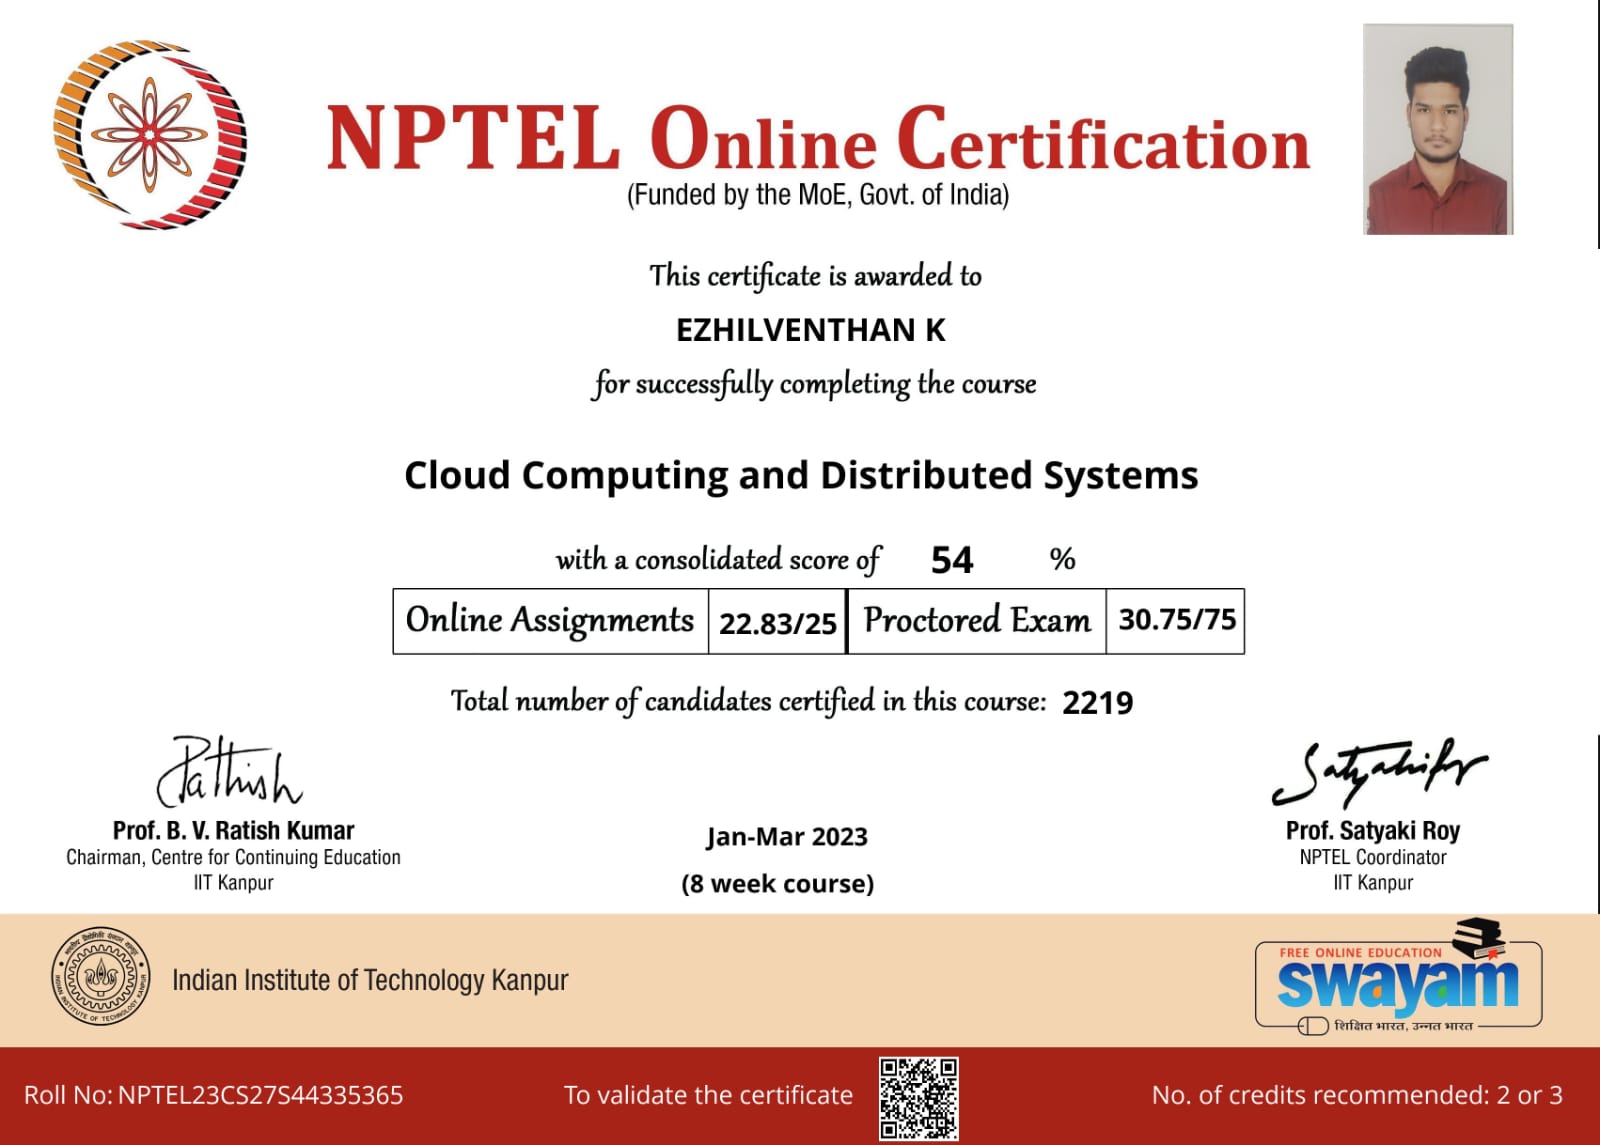 NPTEL Online Certification
(Funded by the MoE, Govt. of India)
This certificate is awarded to
EZHILVENTHAN K
for successfully completing the course
Cloud Computing and Distributed Systems
with a consolidated score of 54 %
Online Assignments 22.83/25 Proctored Exam 30.75/75
Total number of candidates certified in this course: 2219
Prof. B. V. Ratish Kumar
Chairman, Centre for Continuing Education
IIT Kanpur
Jan-Mar 2023
(8 week course)
Prof. Satyaki Roy
NPTEL Coordinator
IIT Kanpur
INDIAN INSTITUTE OF TECHNOLOGY KANPUR
Indian Institute of Technology Kanpur
FREE ONLINE EDUCATION
swayam
शिक्षित भारत, उन्नत भारत
Roll No: NPTEL23CS27S44335365
To validate the certificate
No. of credits recommended: 2 or 3